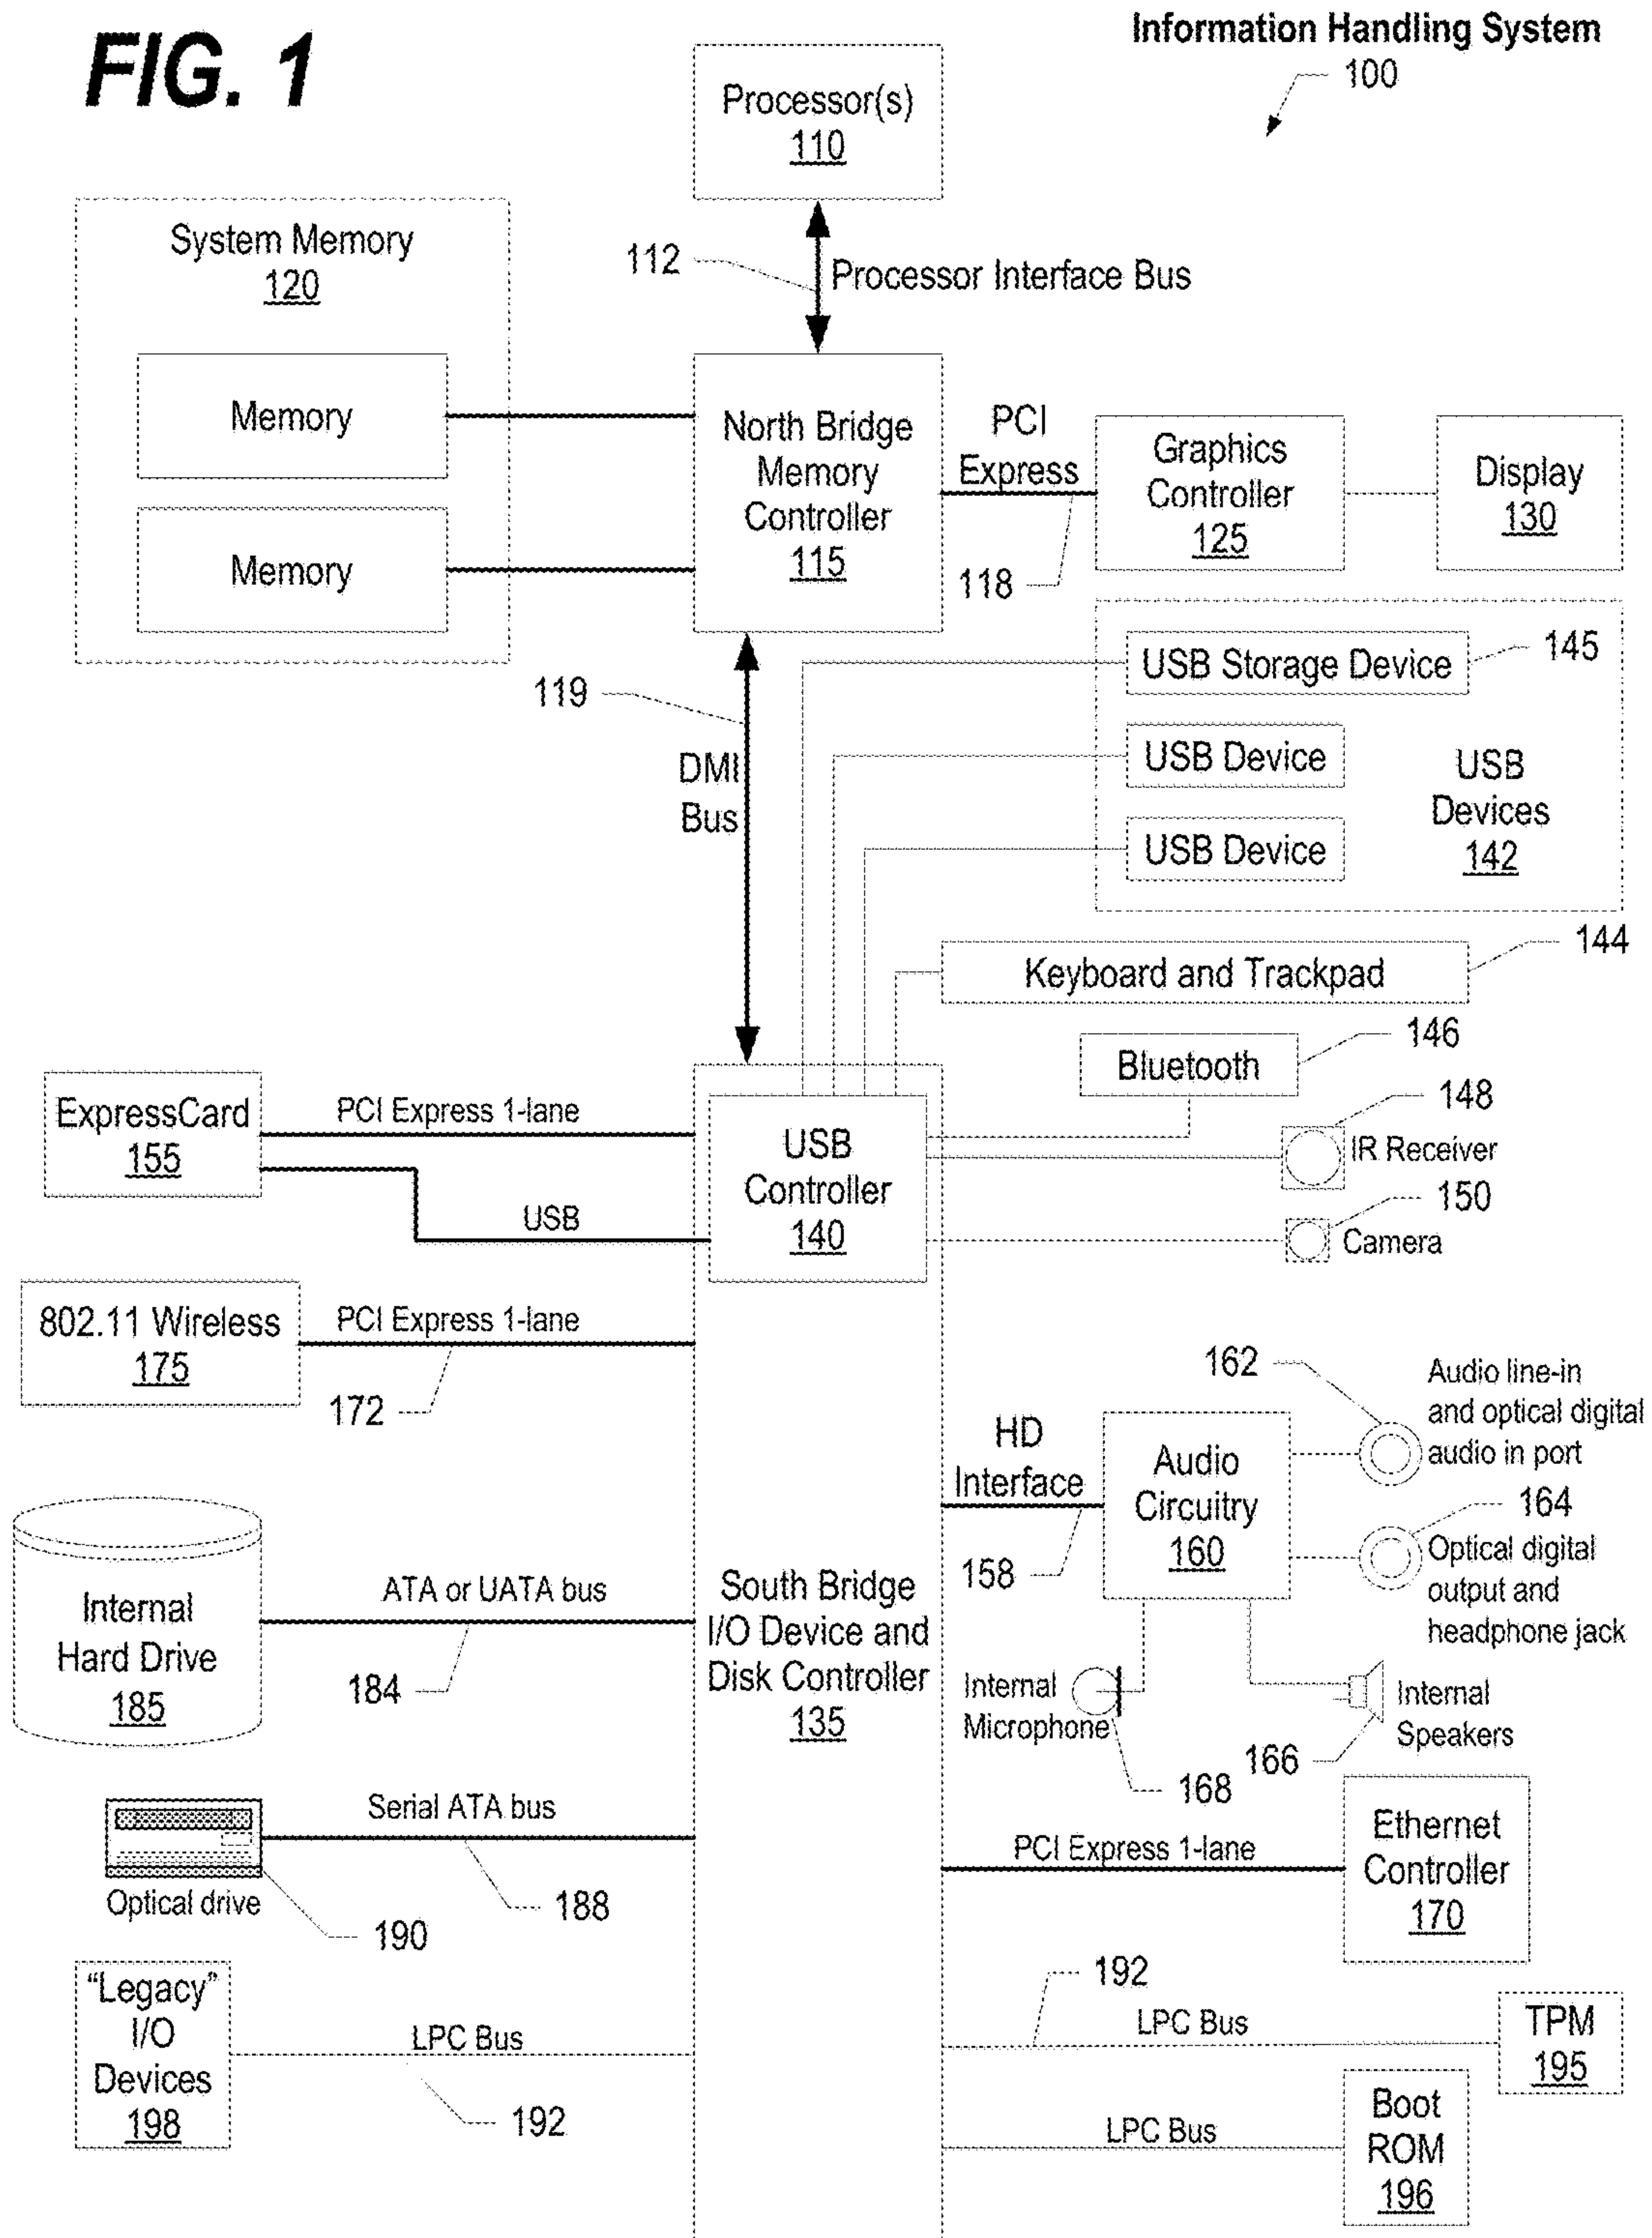 FIG. 1
Information Handling System
100
Processor(s)
110
System Memory
120
112
Processor Interface Bus
Memory
Memory
North Bridge
Memory
Controller
115
PCI
Express
118
Graphics
Controller
125
Display
130
119
DMI
Bus
USB Storage Device
145
USB Device
USB Device
USB
Devices
142
144
Keyboard and Trackpad
146
Bluetooth
148
IR Receiver
150
Camera
ExpressCard
155
PCI Express 1-lane
USB
USB
Controller
140
802.11 Wireless
175
PCI Express 1-lane
172
162
Audio line-in
and optical digital
audio in port
HD
Interface
158
Audio
Circuitry
160
164
Optical digital
output and
headphone jack
Internal
Hard Drive
185
ATA or UATA bus
184
South Bridge
I/O Device and
Disk Controller
135
Internal
Microphone
168
166
Internal
Speakers
Serial ATA bus
188
Optical drive
190
PCI Express 1-lane
Ethernet
Controller
170
"Legacy"
I/O
Devices
198
LPC Bus
192
192
LPC Bus
TPM
195
LPC Bus
Boot
ROM
196